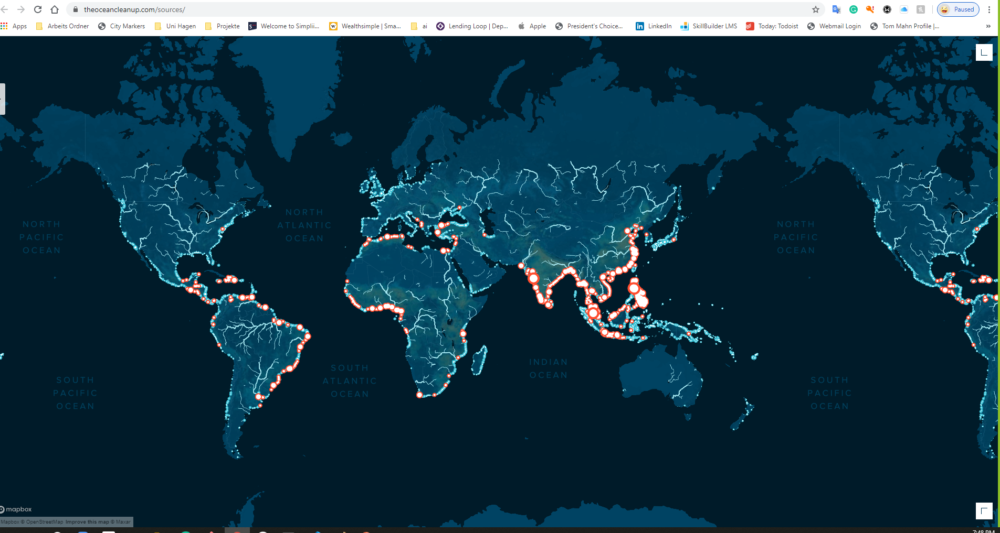 theoceancleanup.com/sources/
Paused
Apps Arbeits Ordner City Markers Uni Hagen Projekte Welcome to Simplii... Wealthsimple | Sma... ai Lending Loop | Dep... Apple President's Choice... LinkedIn SkillBuilder LMS Today: Todoist Webmail Login Tom Mahn Profile |... »
NORTH
PACIFIC
OCEAN
NORTH
ATLANTIC
OCEAN
NORTH
PACIFIC
OCEAN
SOUTH
PACIFIC
OCEAN
SOUTH
ATLANTIC
OCEAN
INDIAN
OCEAN
SOUTH
PACIFIC
OCEAN
mapbox
Mapbox © OpenStreetMap Improve this map © Maxar
7:48 PM